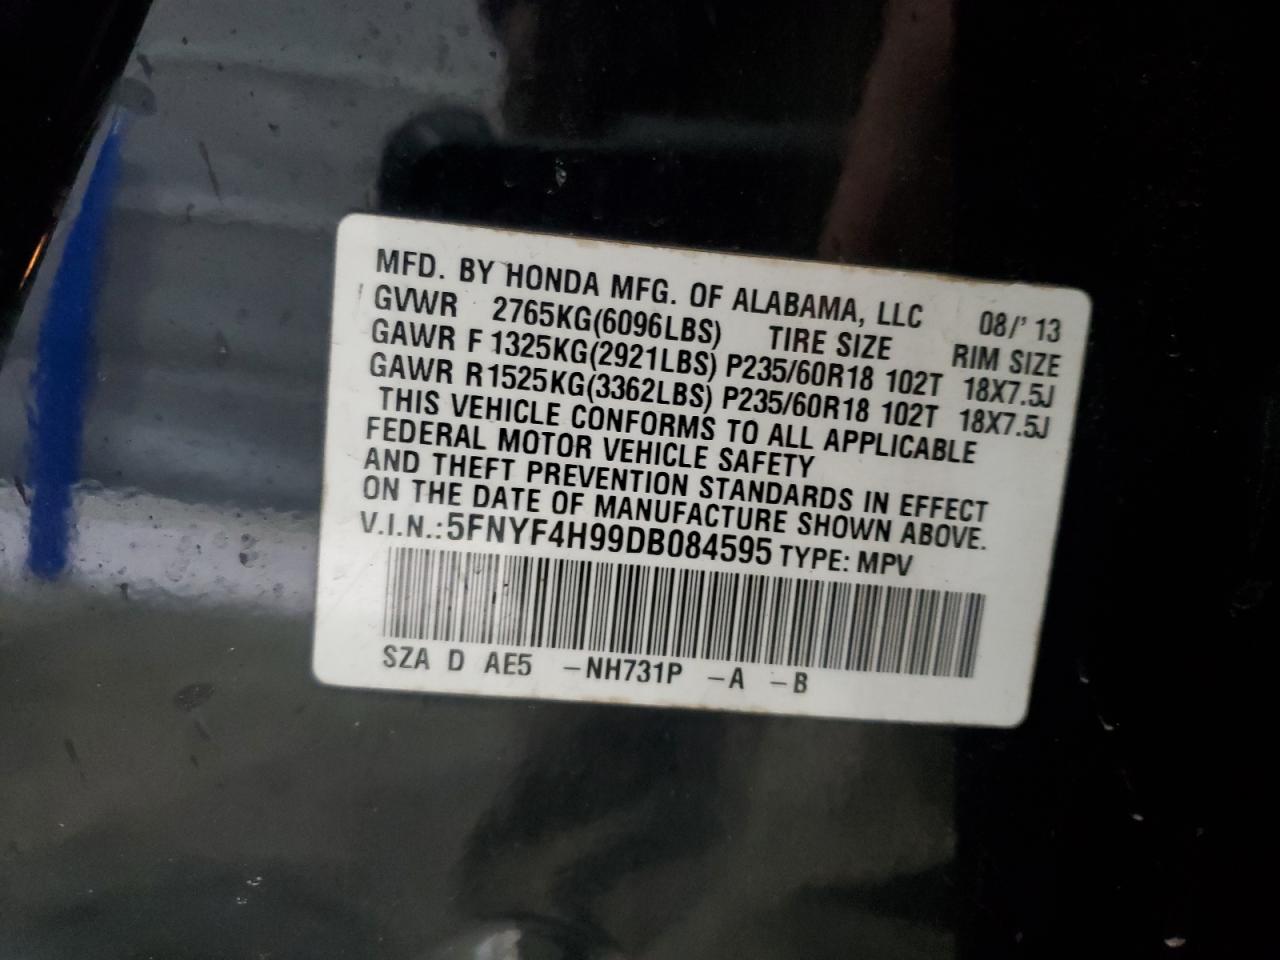 MFD. BY HONDA MFG. OF ALABAMA, LLC 08/' 13
GVWR 2765KG(6096LBS) TIRE SIZE RIM SIZE
GAWR F 1325KG(2921LBS) P235/60R18 102T 18X7.5J
GAWR R 1525KG(3362LBS) P235/60R18 102T 18X7.5J
THIS VEHICLE CONFORMS TO ALL APPLICABLE
FEDERAL MOTOR VEHICLE SAFETY
AND THEFT PREVENTION STANDARDS IN EFFECT
ON THE DATE OF MANUFACTURE SHOWN ABOVE.
V.I.N.:5FNYF4H99DB084595 TYPE: MPV
SZA D AE5 -NH731P -A -B